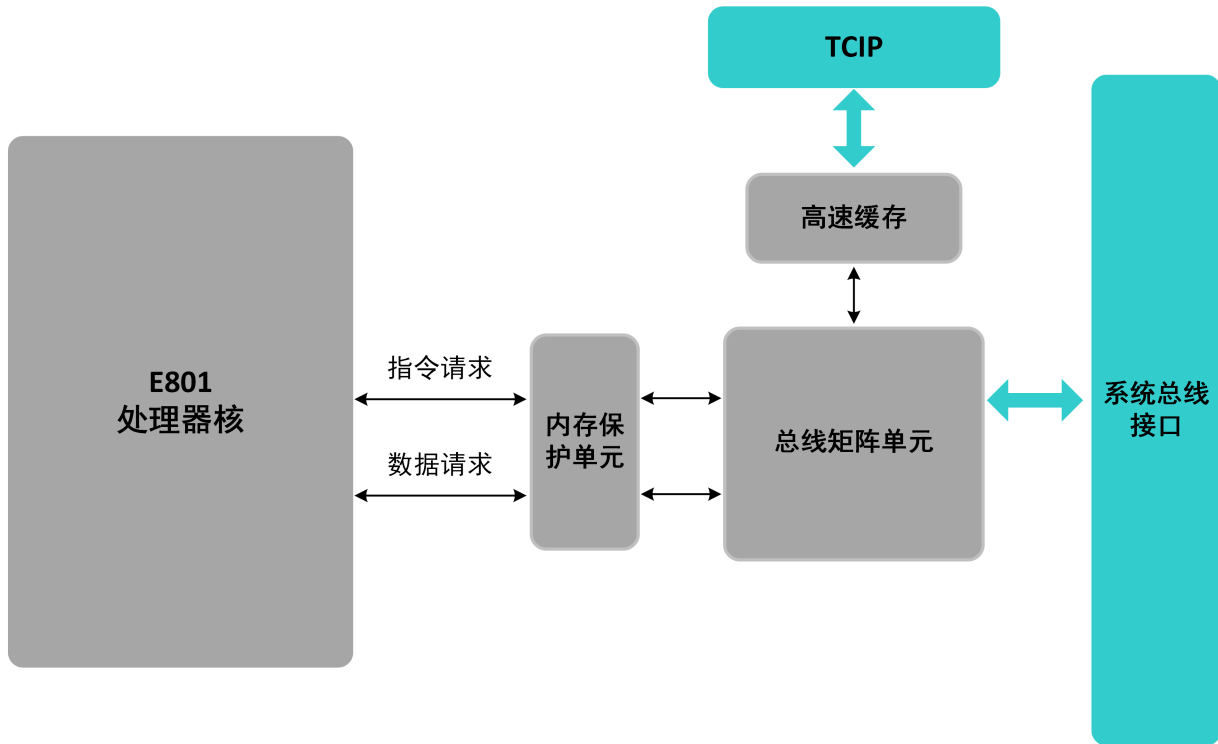 TCIP
高速缓存
E801
处理器核
指令请求
数据请求
内存保
护单元
总线矩阵单元
系统总线
接口